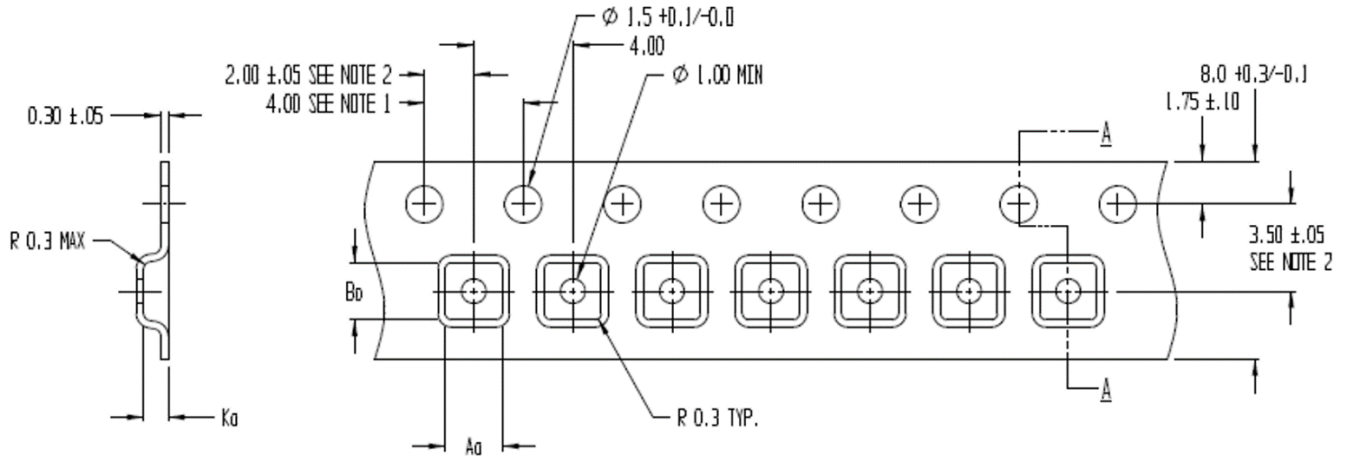 Ø 1.5 +0.1/-0.0
4.00
2.00 ±.05 SEE NOTE 2
Ø 1.00 MIN
8.0 +0.3/-0.1
4.00 SEE NOTE 1
1.75 ±.10
0.30 ±.05
A
R 0.3 MAX
3.50 ±.05
SEE NOTE 2
Bo
A
R 0.3 TYP.
Ko
Ao